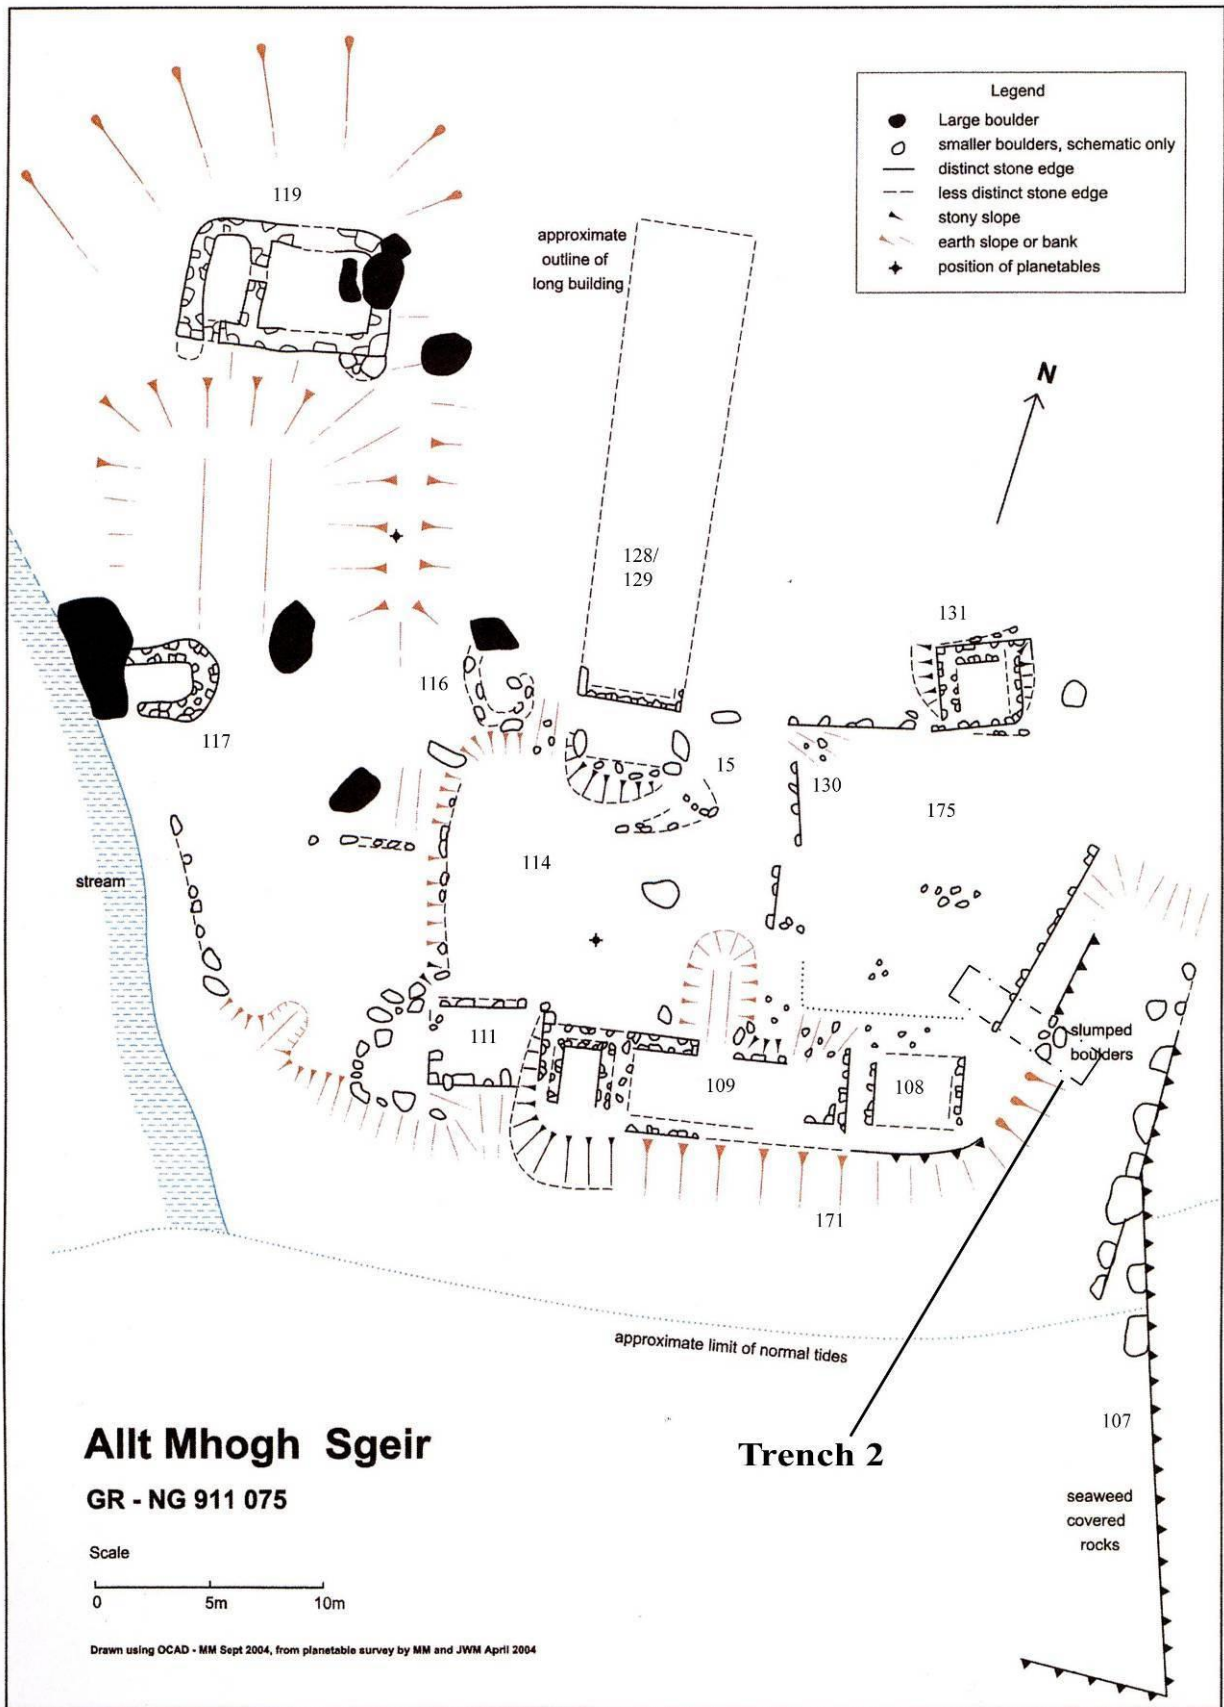 Legend
Large boulder
smaller boulders, schematic only
distinct stone edge
less distinct stone edge
stony slope
earth slope or bank
position of planetables
119
approximate
outline of
long building
N
128/
129
131
116
117
15
130
175
114
stream
111
109
108
slumped
boulders
171
approximate limit of normal tides
107
Trench 2
seaweed
covered
rocks
Allt Mhogh Sgeir
GR - NG 911 075
Scale
0 5m 10m
Drawn using OCAD - MM Sept 2004, from planetable survey by MM and JWM April 2004